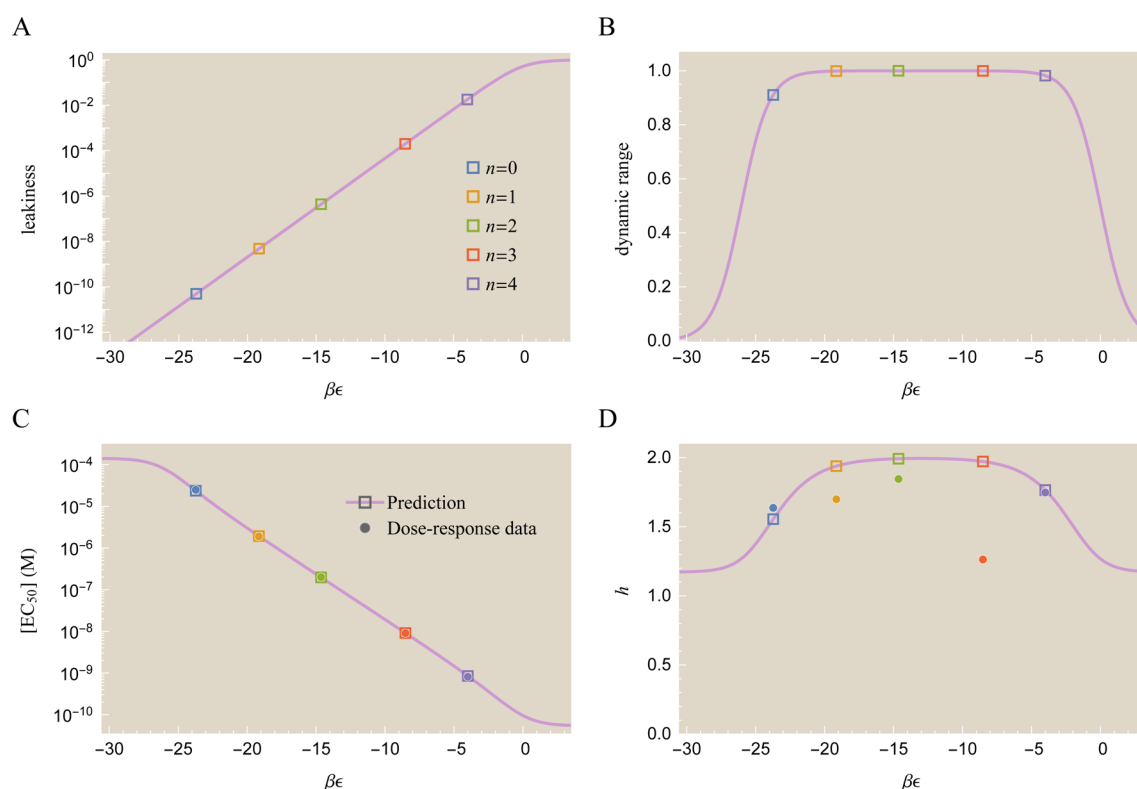 A
leakiness
10⁰
10⁻²
10⁻⁴
10⁻⁶
10⁻⁸
10⁻¹⁰
10⁻¹²
n=0
n=1
n=2
n=3
n=4
−30 −25 −20 −15 −10 −5 0
βϵ
B
dynamic range
1.0
0.8
0.6
0.4
0.2
0.0
−30 −25 −20 −15 −10 −5 0
βϵ
C
[EC₅₀] (M)
10⁻⁴
10⁻⁵
10⁻⁶
10⁻⁷
10⁻⁸
10⁻⁹
10⁻¹⁰
Prediction
Dose-response data
−30 −25 −20 −15 −10 −5 0
βϵ
D
h
2.0
1.5
1.0
0.5
0.0
−30 −25 −20 −15 −10 −5 0
βϵ